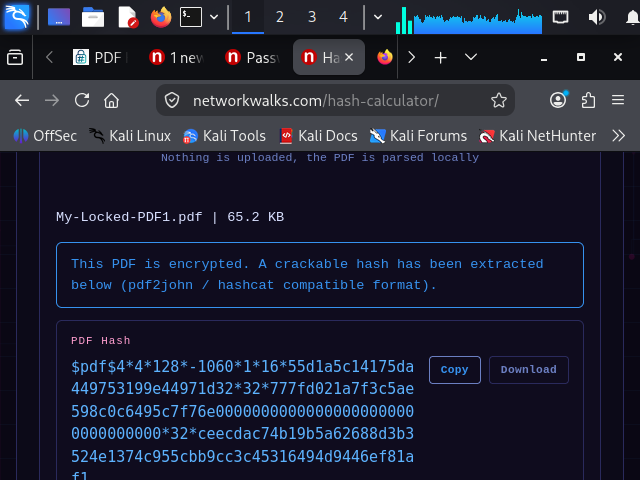 1
2
3
4
PDF
1 new
Passv
Ha
networkwalks.com/hash-calculator/
OffSec
Kali Linux
Kali Tools
Kali Docs
Kali Forums
Kali NetHunter
Nothing is uploaded, the PDF is parsed locally
My-Locked-PDF1.pdf | 65.2 KB
This PDF is encrypted. A crackable hash has been extracted
below (pdf2john / hashcat compatible format).
PDF Hash
$pdf$4*4*128*-1060*1*16*55d1a5c14175da
449753199e44971d32*32*777fd021a7f3c5ae
598c0c6495c7f76e0000000000000000000000
0000000000*32*ceecdac74b19b5a62688d3b3
524e1374c955cbb9cc3c45316494d9446ef81a
f1
Copy
Download